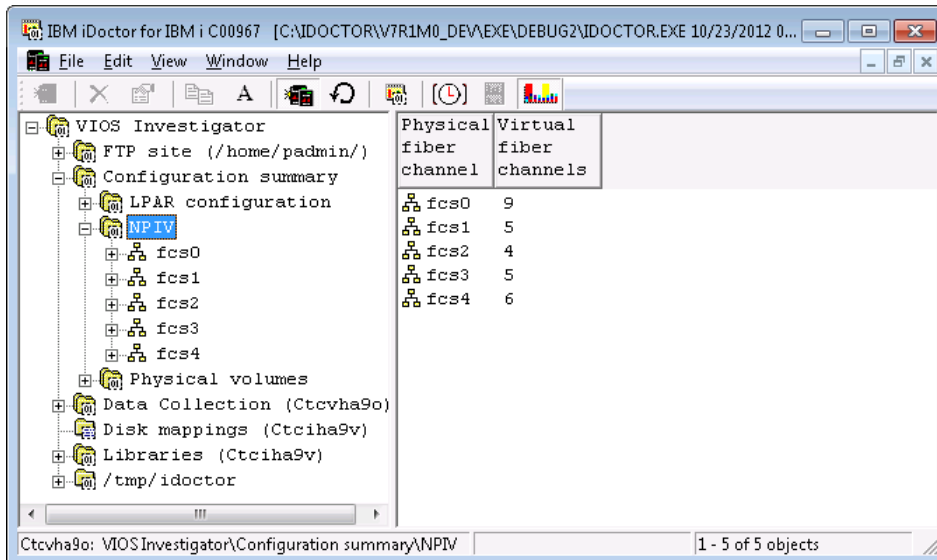 IBM iDoctor for IBM i C00967 [C:\IDOCTOR\V7R1M0_DEV\EXE\DEBUG2\IDOCTOR.EXE 10/23/2012 0...
File Edit View Window Help
VIOS Investigator
FTP site (/home/padmin/)
Configuration summary
LPAR configuration
NPIV
fcs0
fcs1
fcs2
fcs3
fcs4
Physical volumes
Data Collection (Ctcvha9o)
Disk mappings (Ctciha9v)
Libraries (Ctciha9v)
/tmp/idoctor
Physical fiber channel
Virtual fiber channels
fcs0 9
fcs1 5
fcs2 4
fcs3 5
fcs4 6
Ctcvha9o: VIOS Investigator\Configuration summary\NPIV
1 - 5 of 5 objects